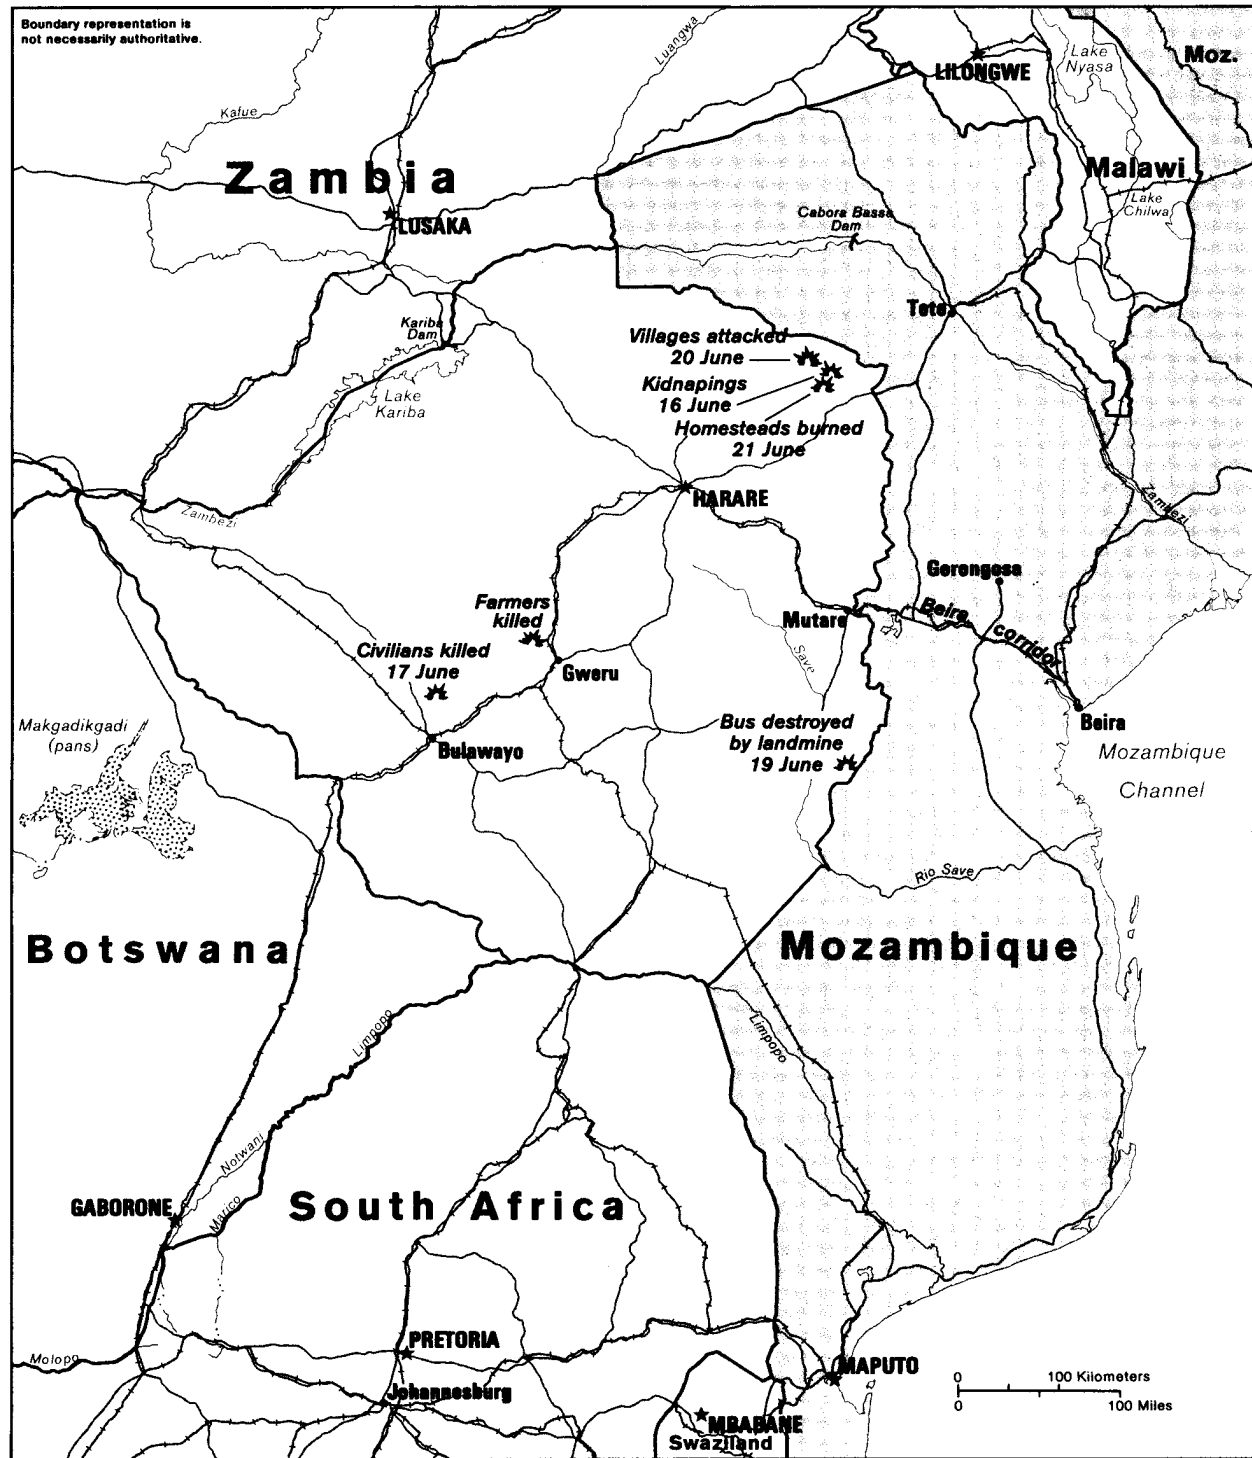 Boundary representation is
not necessarily authoritative.
Luangwa
LILONGWE
Lake
Nyasa
Moz.
Kafue
Zambia
Malawi
Lake
Chilwa
LUSAKA
Cabora Bassa
Dam
Tete
Kariba
Dam
Villages attacked
20 June
Kidnapings
16 June
Lake
Kariba
Homesteads burned
21 June
HARARE
Zambezi
Zambezi
Gorongosa
Farmers
killed
Mutare
Beira
corridor
Civilians killed
17 June
Save
Gweru
Makgadikgadi
(pans)
Bulawayo
Bus destroyed
by landmine
19 June
Beira
Mozambique
Channel
Rio Save
Botswana
Mozambique
Limpopo
Limpopo
Notwani
GABORONE
Marico
South Africa
Molopo
PRETORIA
MAPUTO
Johannesburg
0 100 Kilometers
0 100 Miles
MBABANE
Swaziland